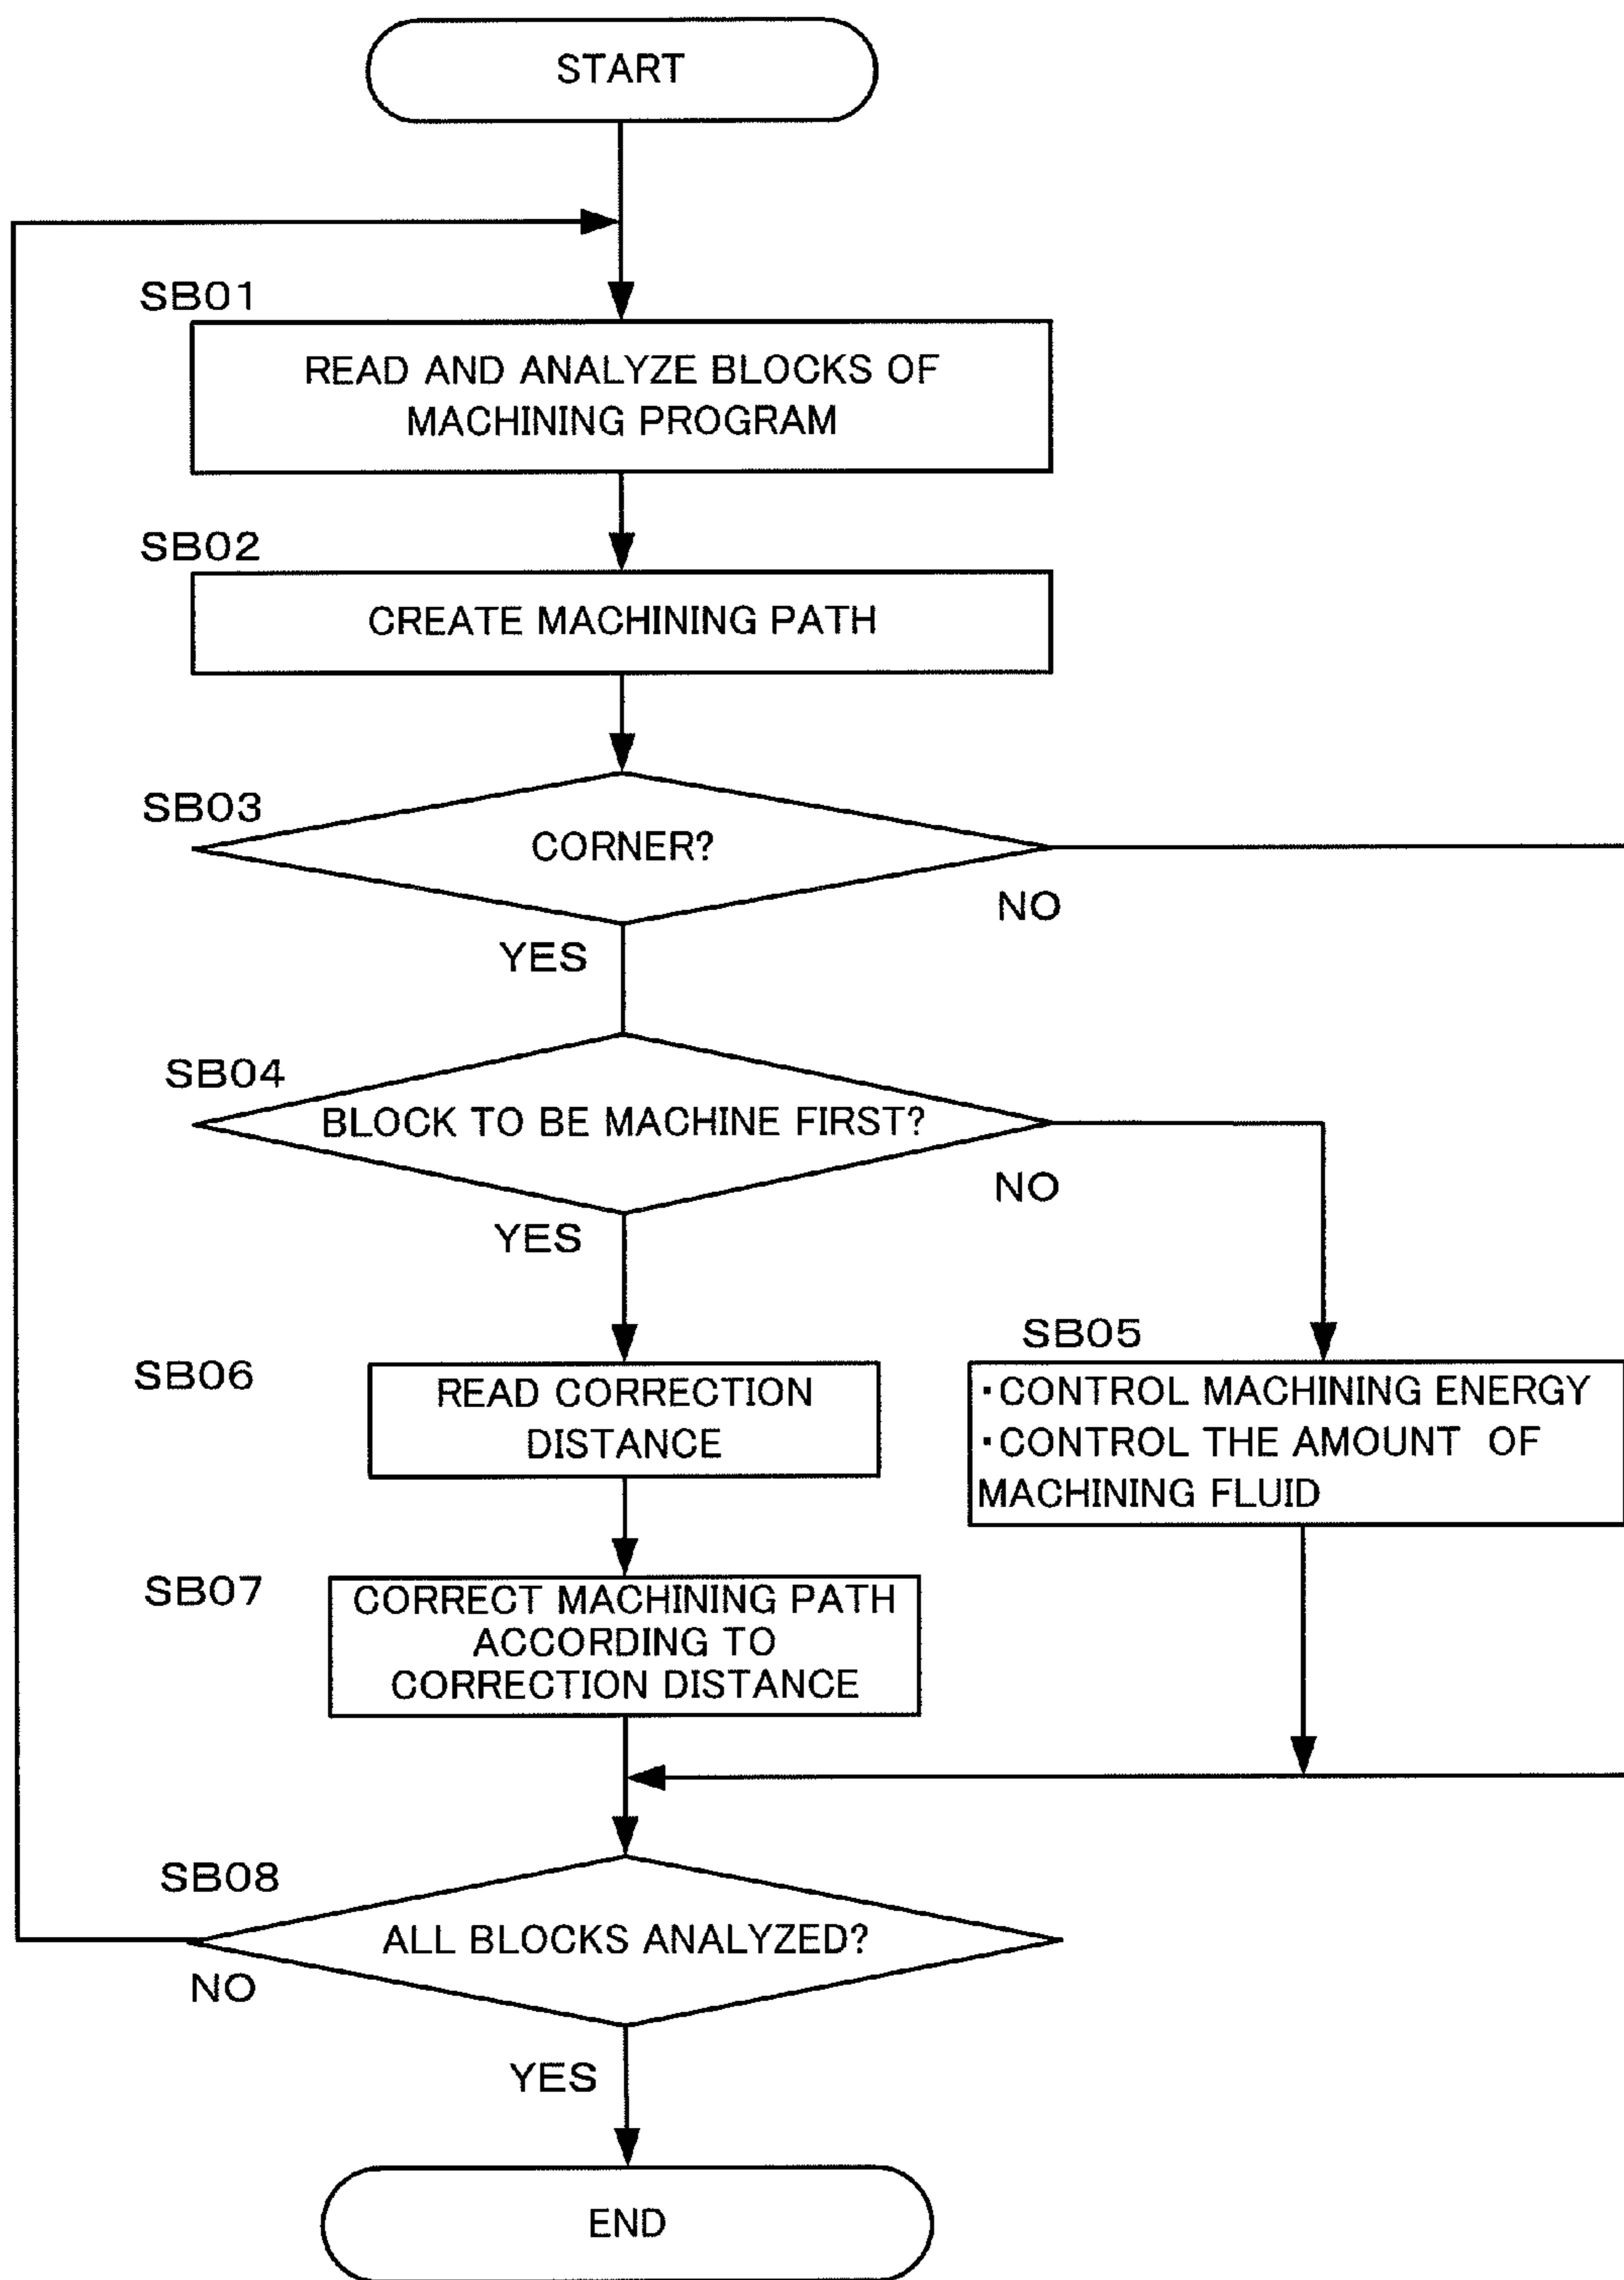 START
SB01
READ AND ANALYZE BLOCKS OF
MACHINING PROGRAM
SB02
CREATE MACHINING PATH
SB03
CORNER?
NO
YES
SB04
BLOCK TO BE MACHINE FIRST?
NO
YES
SB05
SB06
READ CORRECTION
DISTANCE
・CONTROL MACHINING ENERGY
・CONTROL THE AMOUNT OF
MACHINING FLUID
SB07
CORRECT MACHINING PATH
ACCORDING TO
CORRECTION DISTANCE
SB08
ALL BLOCKS ANALYZED?
NO
YES
END